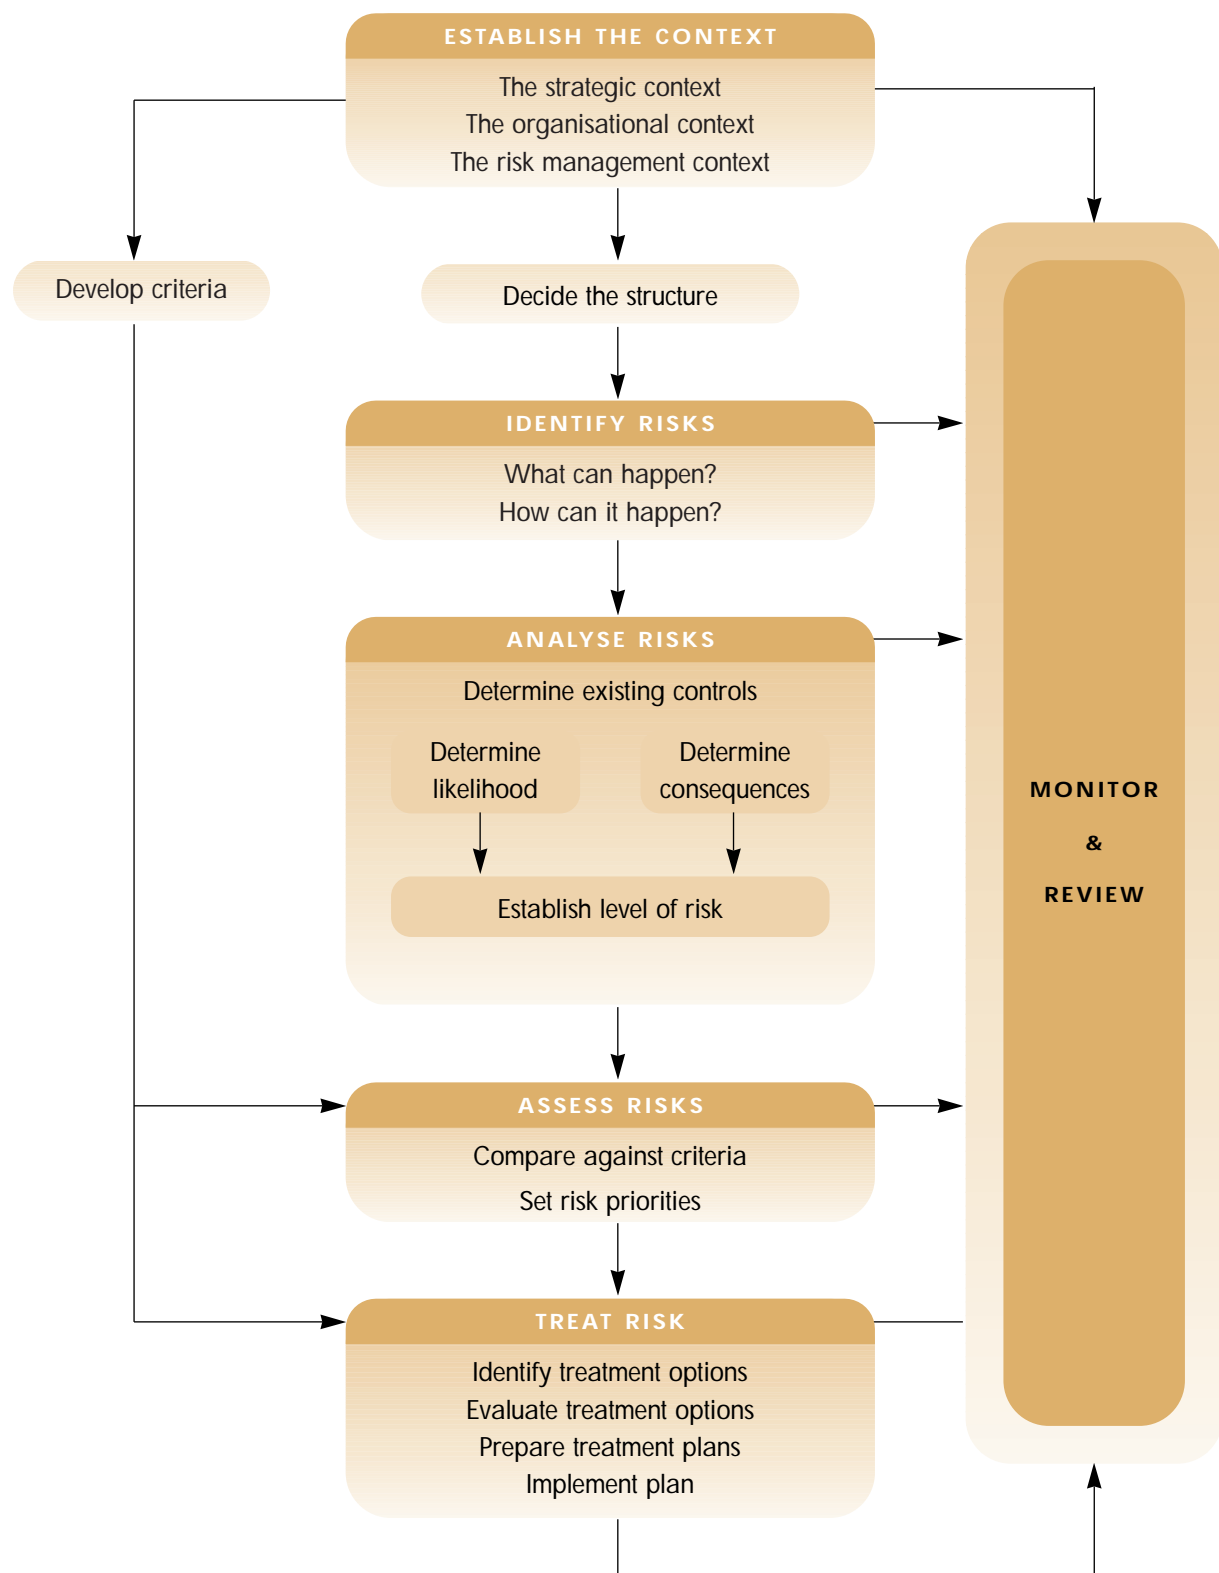 ESTABLISH THE CONTEXT
The strategic context
The organisational context
The risk management context
Develop criteria
Decide the structure
IDENTIFY RISKS
What can happen?
How can it happen?
ANALYSE RISKS
Determine existing controls
Determine
likelihood
Determine
consequences
Establish level of risk
ASSESS RISKS
Compare against criteria
Set risk priorities
TREAT RISK
Identify treatment options
Evaluate treatment options
Prepare treatment plans
Implement plan
MONITOR
&
REVIEW